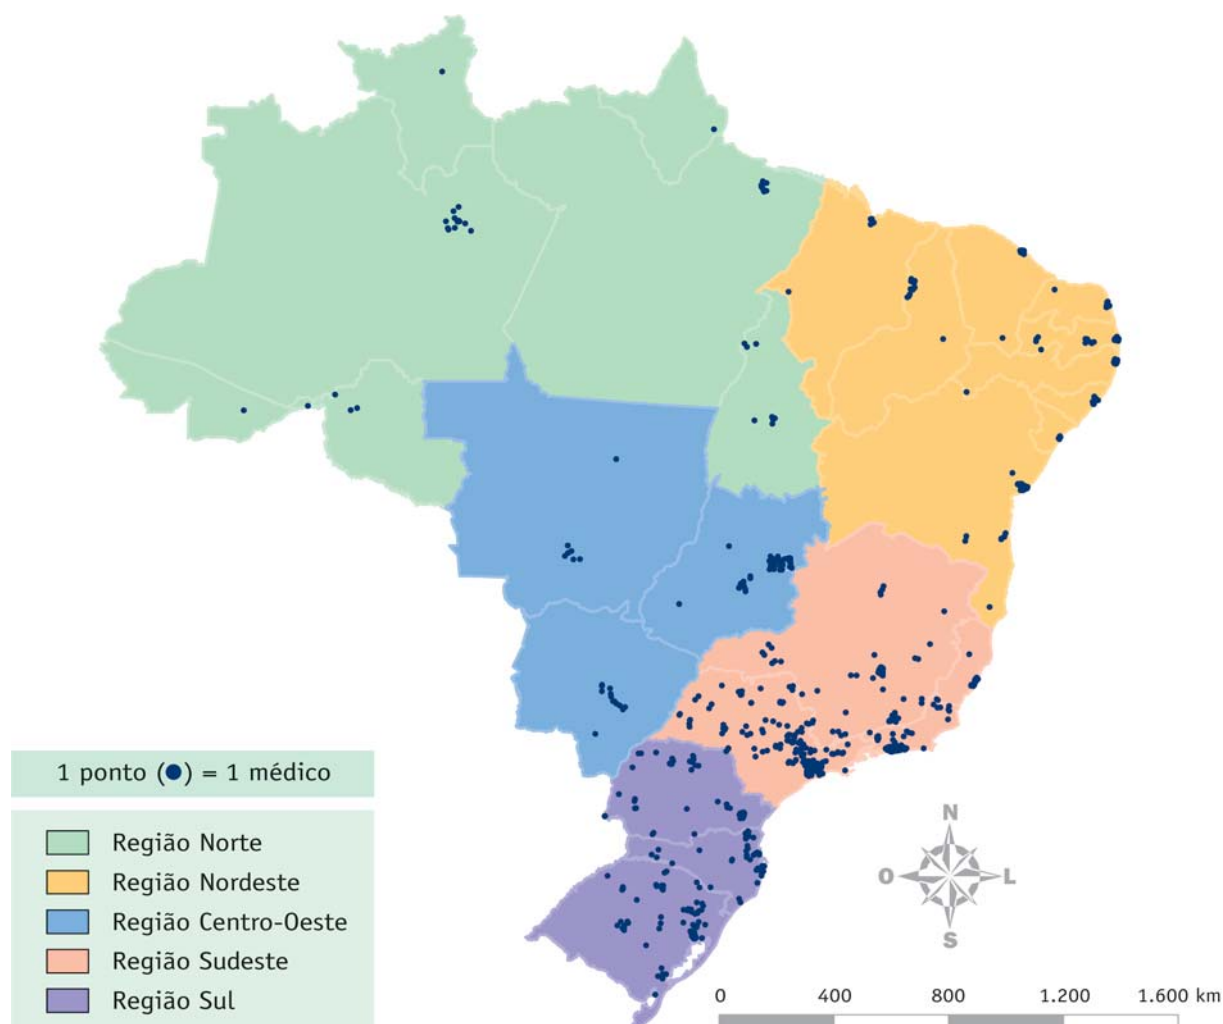 1 ponto (●) = 1 médico
Região Norte
Região Nordeste
Região Centro-Oeste
Região Sudeste
Região Sul
N
O L
S
0 400 800 1.200 1.600 km